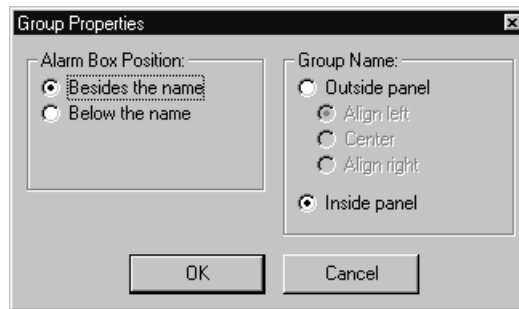 Group Properties
Alarm Box Position:
Besides the name
Below the name
Group Name:
Outside panel
Align left
Center
Align right
Inside panel
OK
Cancel